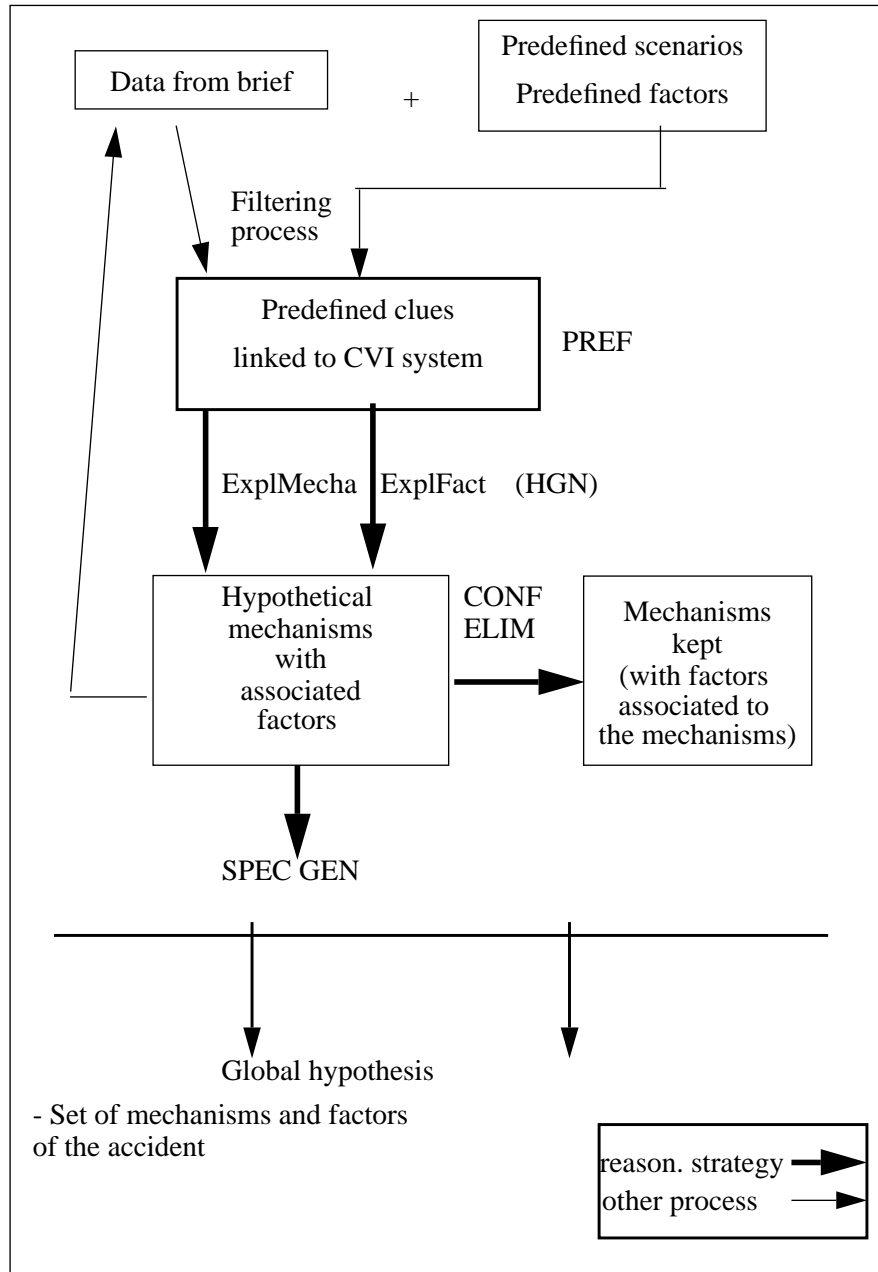 Data from brief
+
Predefined scenarios
Predefined factors
Filtering
process
Predefined clues
linked to CVI system
PREF
ExplMecha
ExplFact
(HGN)
Hypothetical
mechanisms
with
associated
factors
CONF
ELIM
Mechanisms
kept
(with factors
associated to
the mechanisms)
SPEC GEN
Global hypothesis
- Set of mechanisms and factors
of the accident
reason. strategy
other process